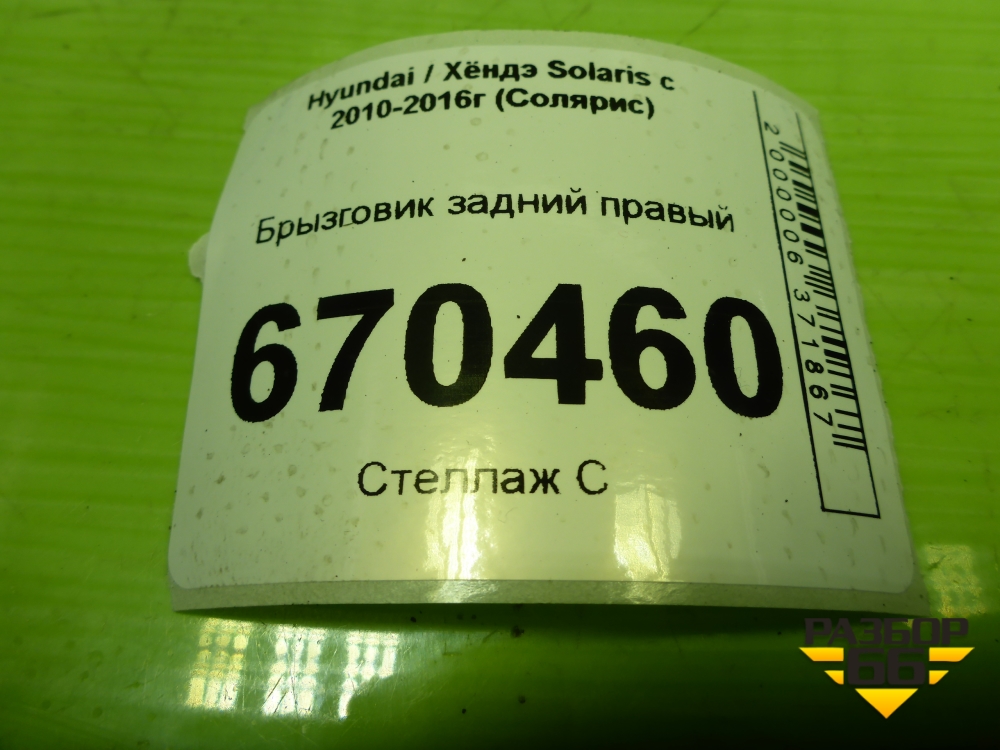 Hyundai / Хёндэ Solaris с
2010-2016г (Солярис)
Брызговик задний правый
670460
Стеллаж С
2000006371867
РАЗБОР
66